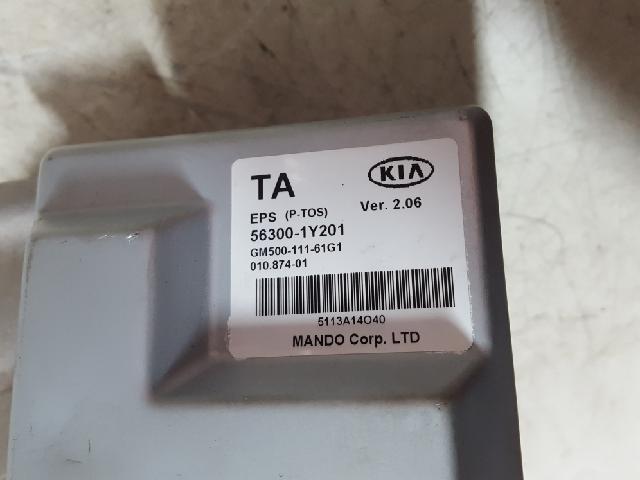 TA
KIA
EPS (P-TOS) Ver. 2.06
56300-1Y201
GM500-111-61G1
010.874-01
5113A14O40
MANDO Corp. LTD